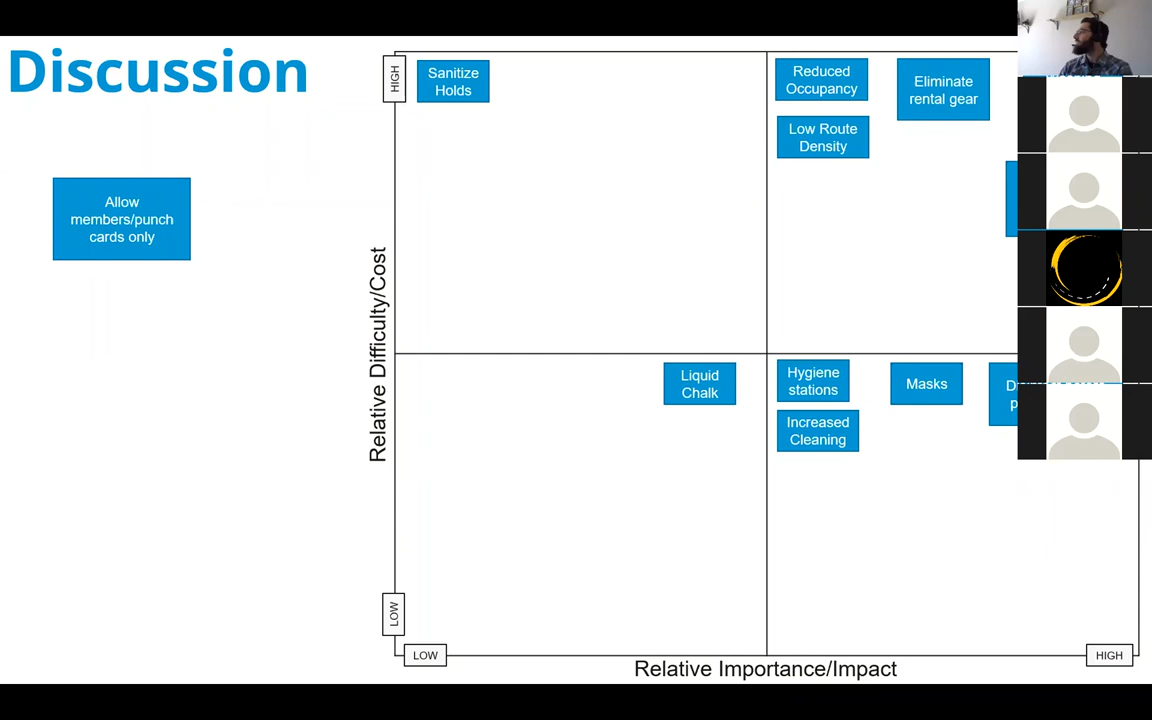 Discussion
HIGH
Sanitize
Holds
Reduced
Occupancy
Eliminate
rental gear
Low Route
Density
Allow
members/punch
cards only
Relative Difficulty/Cost
Liquid
Chalk
Hygiene
stations
Masks
Increased
Cleaning
LOW
LOW
Relative Importance/Impact
HIGH